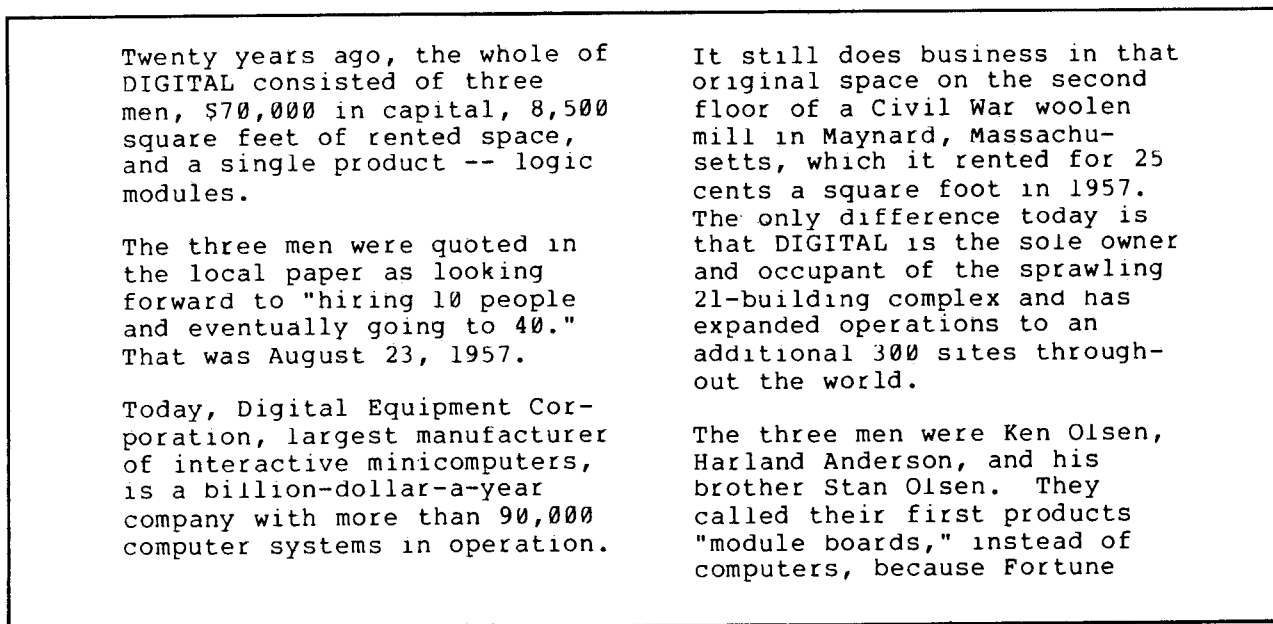 Twenty years ago, the whole of
DIGITAL consisted of three
men, $70,000 in capital, 8,500
square feet of rented space,
and a single product -- logic
modules.
The three men were quoted in
the local paper as looking
forward to "hiring 10 people
and eventually going to 40."
That was August 23, 1957.
Today, Digital Equipment Cor-
poration, largest manufacturer
of interactive minicomputers,
is a billion-dollar-a-year
company with more than 90,000
computer systems in operation.
It still does business in that
original space on the second
floor of a Civil War woolen
mill in Maynard, Massachu-
setts, which it rented for 25
cents a square foot in 1957.
The only difference today is
that DIGITAL is the sole owner
and occupant of the sprawling
21-building complex and has
expanded operations to an
additional 300 sites through-
out the world.
The three men were Ken Olsen,
Harland Anderson, and his
brother Stan Olsen.  They
called their first products
"module boards," instead of
computers, because Fortune